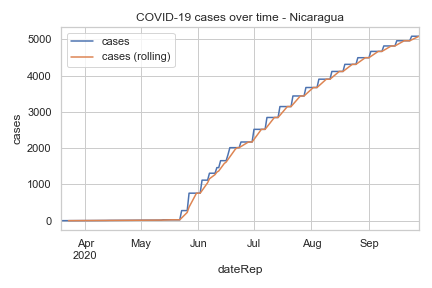 COVID-19 cases over time - Nicaragua
cases
cases (rolling)
5000
4000
3000
2000
1000
0
cases
Apr
2020
May
Jun
Jul
Aug
Sep
dateRep